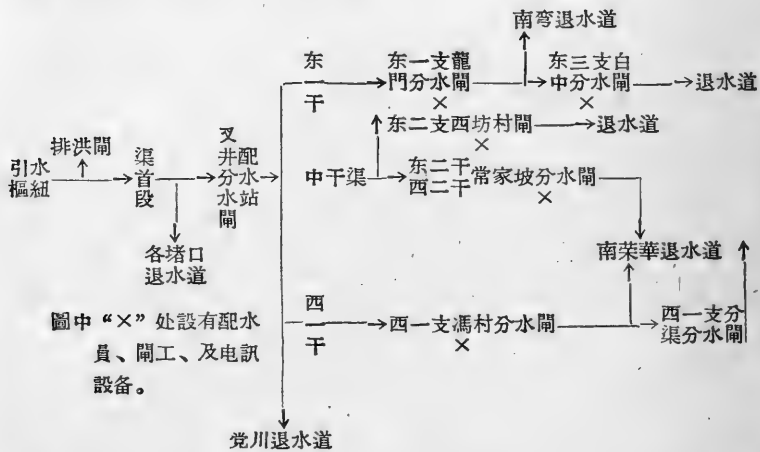 南弯退水道
东一干
东一支龍
門分水閘
×
东三支白
中分水閘
×
退水道
东二支西坊村閘
×
退水道
排洪閘
引水
樞紐
渠首段
叉井分水閘
配水站
中干渠
东二干
西二干
常家坡分水閘
×
各堵口
退水道
南荣華退水道
圖中“×”处設有配水
員、閘工、及电訊
設备。
西一干
西一支馮村分水閘
×
西一支分
渠分水閘
党川退水道